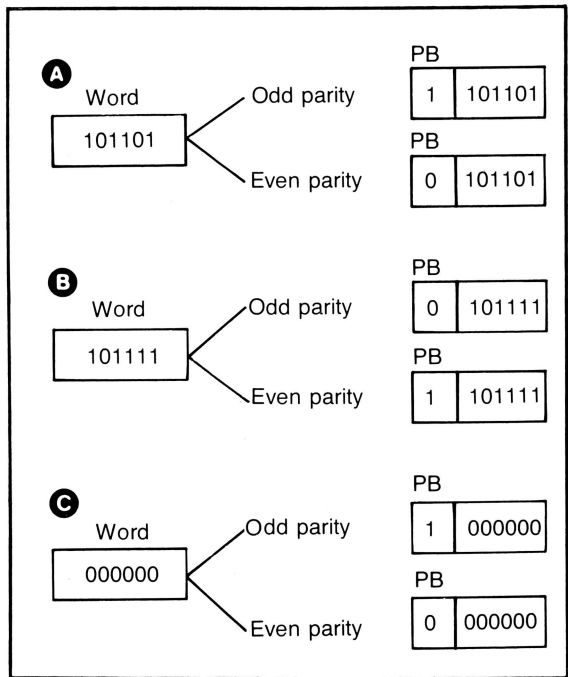 A
PB
Word
Odd parity
1 101101
101101
PB
Even parity
0 101101
B
PB
Word
Odd parity
0 101111
101111
Even parity
1 101111
C
PB
Word
Odd parity
1 000000
000000
PB
Even parity
0 000000